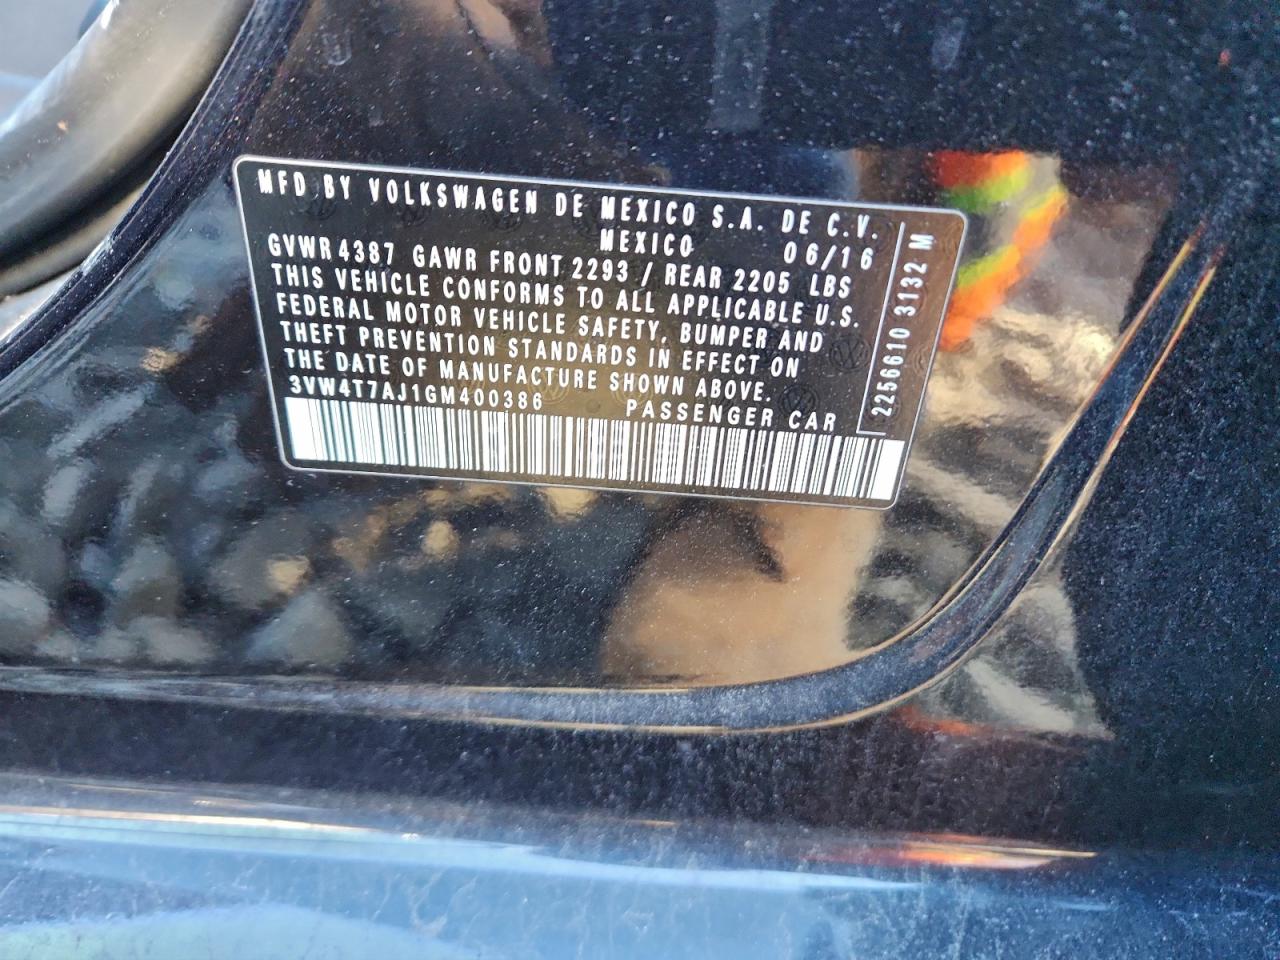 MFD BY VOLKSWAGEN DE MEXICO S.A. DE C.V.
MEXICO 06/16
GVWR 4387 GAWR FRONT 2293 / REAR 2205 LBS
THIS VEHICLE CONFORMS TO ALL APPLICABLE U.S.
FEDERAL MOTOR VEHICLE SAFETY, BUMPER AND
THEFT PREVENTION STANDARDS IN EFFECT ON
THE DATE OF MANUFACTURE SHOWN ABOVE.
3VW4T7AJ1GM400386 PASSENGER CAR
2256610 3132 M